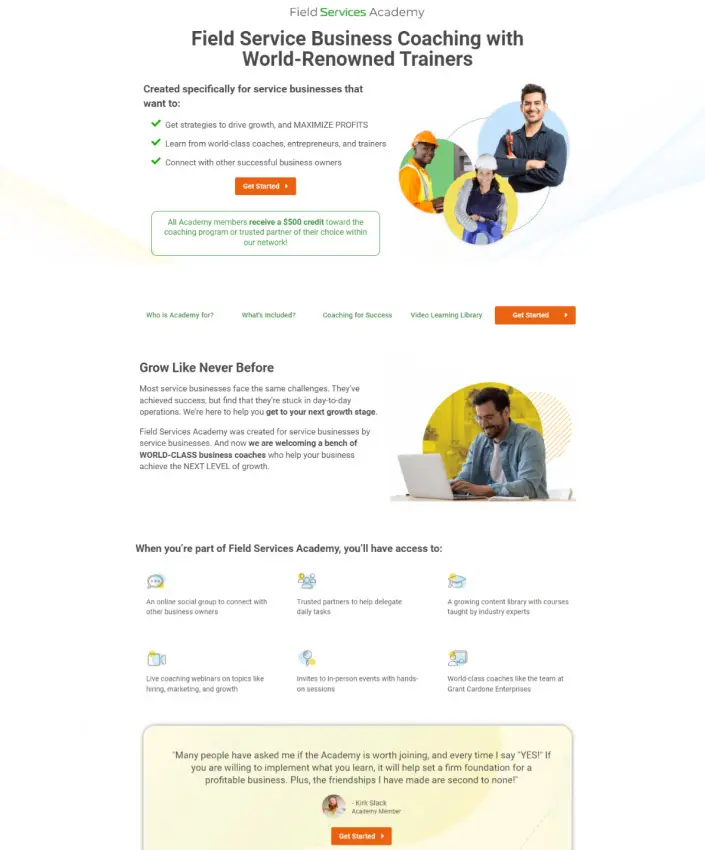 Field Services Academy
Field Service Business Coaching with
World-Renowned Trainers
Created specifically for service businesses that
want to:
Get strategies to drive growth, and MAXIMIZE PROFITS
Learn from world-class coaches, entrepreneurs, and trainers
Connect with other successful business owners
Get Started
All Academy members receive a $500 credit toward the
coaching program or trusted partner of their choice within
our network!
Who is Academy for?
What's Included?
Coaching for Success
Video Learning Library
Get Started
Grow Like Never Before
Most service businesses face the same challenges. They've
achieved success, but find that they're stuck in day-to-day
operations. We're here to help you get to your next growth stage.
Field Services Academy was created for service businesses by
service businesses. And now we are welcoming a bench of
WORLD-CLASS business coaches who help your business
achieve the NEXT LEVEL of growth.
When you're part of Field Services Academy, you'll have access to:
An online social group to connect with
other business owners
Trusted partners to help delegate
daily tasks
A growing content library with courses
taught by industry experts
Live coaching webinars on topics like
hiring, marketing, and growth
Invites to in-person events with hands-
on sessions
World-class coaches like the team at
Grant Cardone Enterprises
"Many people have asked me if the Academy is worth joining, and every time I say "YES!" If
you are willing to implement what you learn, it will help set a firm foundation for a
profitable business. Plus, the friendships I have made are second to none!"
- Kirk Slack
Academy Member
Get Started